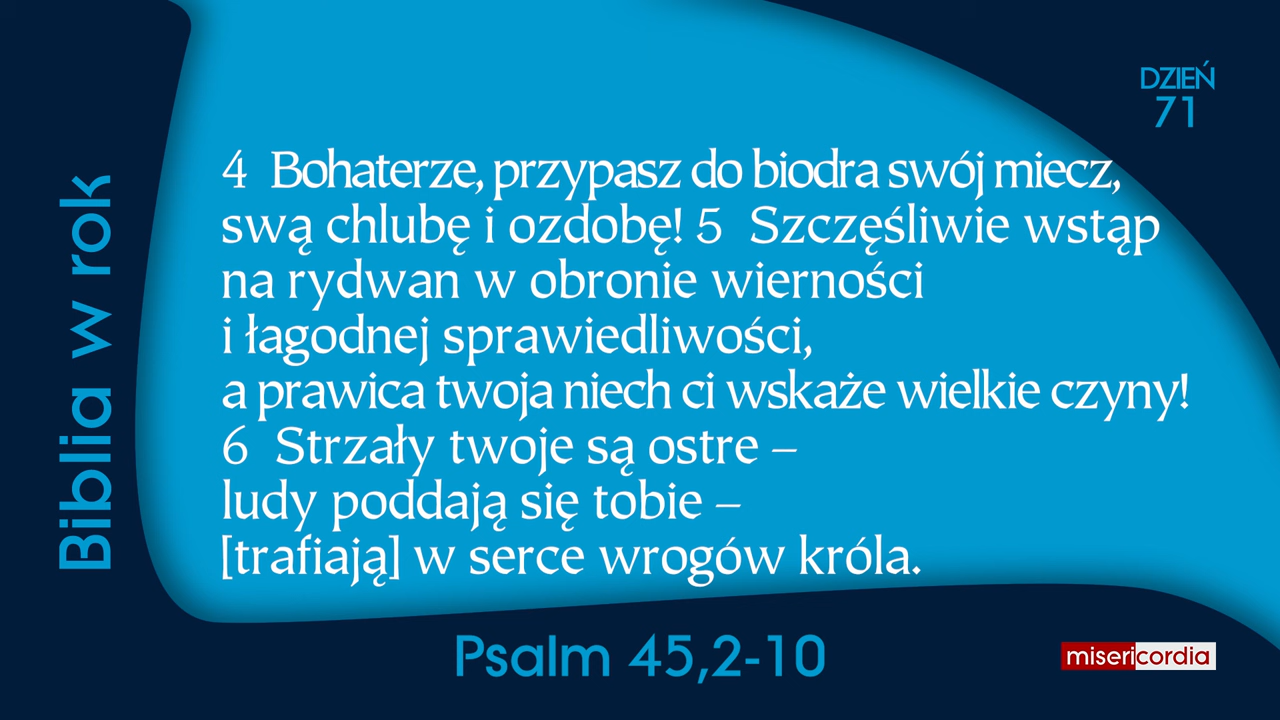 DZIEŃ
71
Biblia w rok
4 Bohaterze, przypasz do biodra swój miecz,
swą chlubę i ozdobę! 5 Szczęśliwie wstąp
na rydwan w obronie wierności
i łagodnej sprawiedliwości,
a prawica twoja niech ci wskaże wielkie czyny!
6 Strzały twoje są ostre –
ludy poddają się tobie –
[trafiają] w serce wrogów króla.
Psalm 45,2-10
misericordia